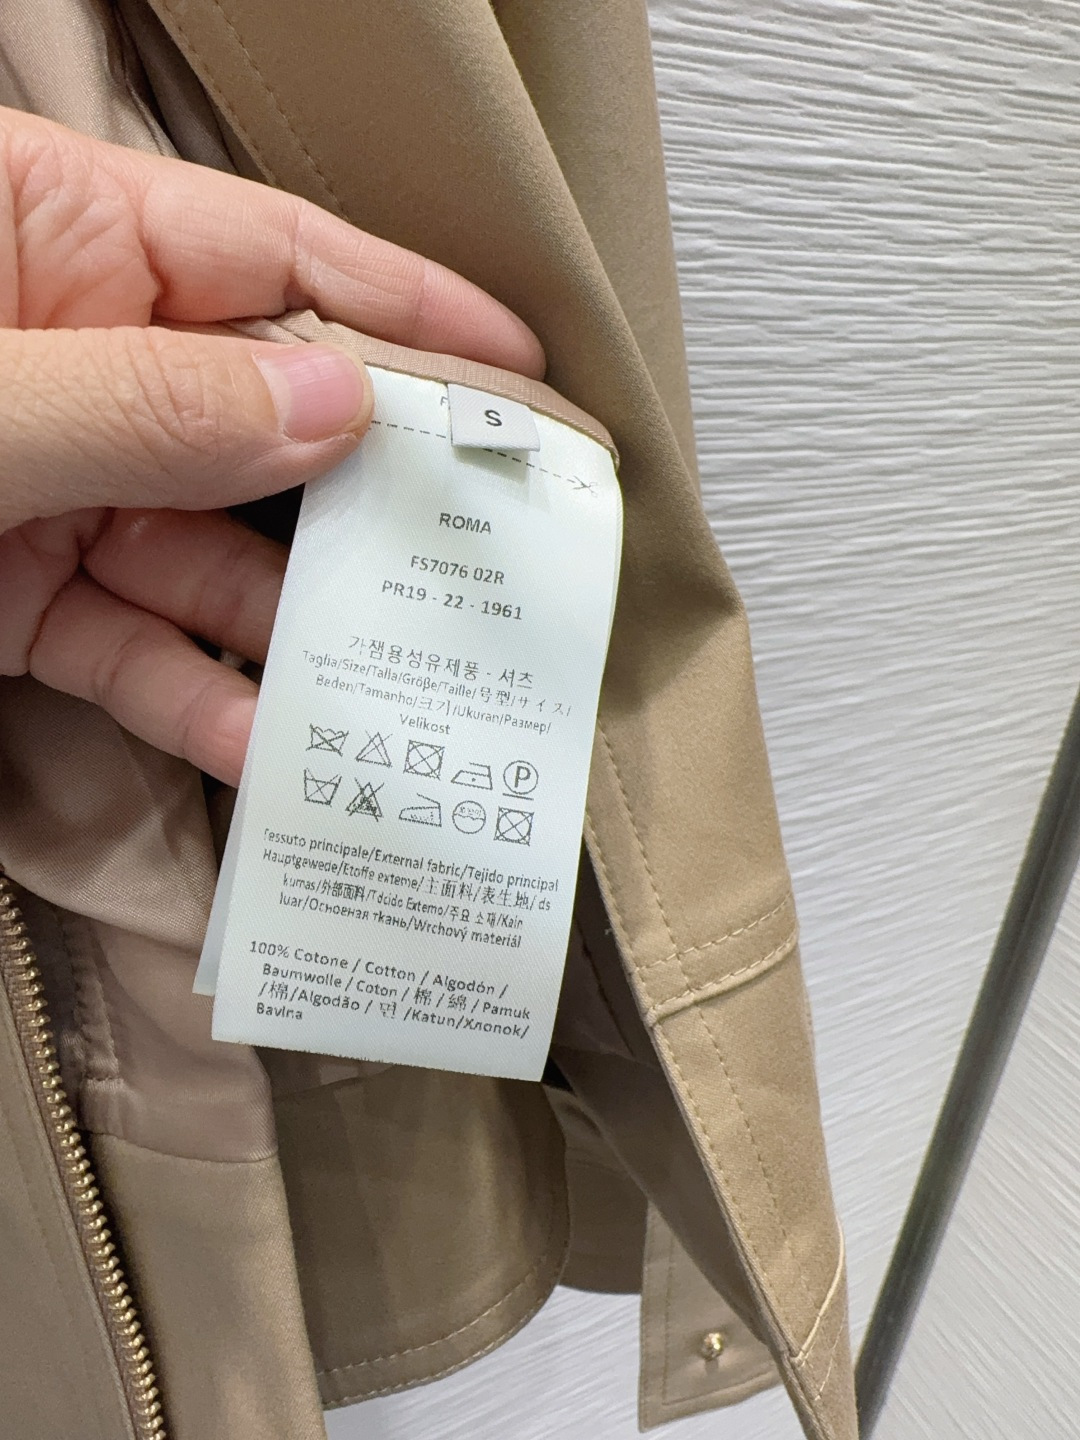 S
ROMA
FS7076 02R
PR19 - 22 - 1961
가잼용성유제품 - 셔츠
Taglia/Size/Talla/Größe/Taille/号型/サイズ/
Beden/Tamanho/크기/Ukuran/Размер/
Velikost
P
Tessuto principale/External fabric/Tejido principal
Hauptgewede/Etoffe exteme/主面料/表生地/ds
kumas/外部面料/Tdcido Extemo/주요 소재/Kain
luar/Основная ткань/Wrchový materiál
100% Cotone / Cotton / Algodón /
Baumwolle / Coton / 棉 / 綿 / Pamuk
/棉/Algodão / 면 /Katun/Хлопок/
Bavlna